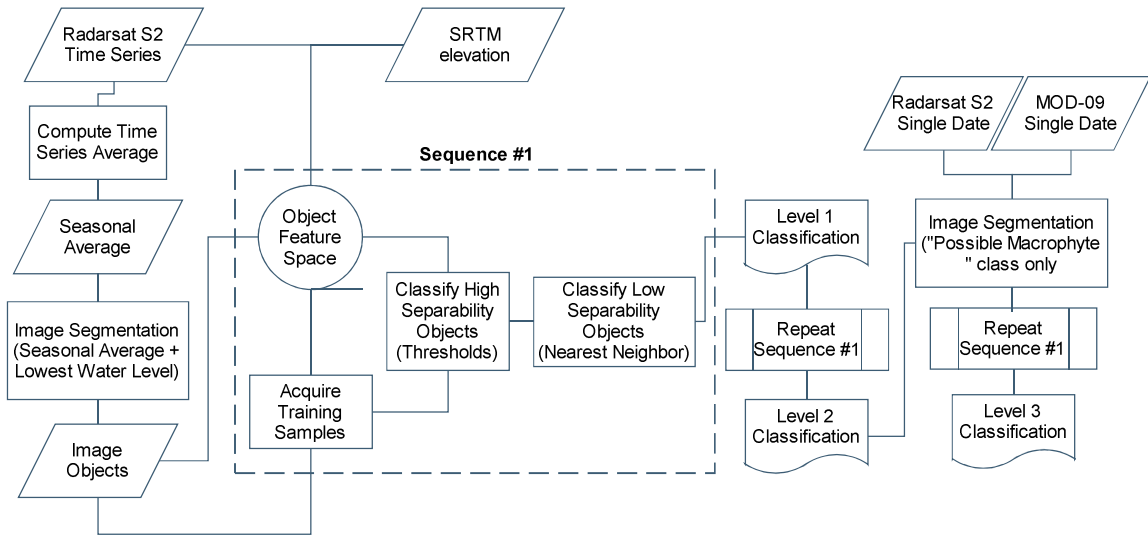 Radarsat S2
Time Series
SRTM
elevation
Compute Time
Series Average
Seasonal
Average
Image Segmentation
(Seasonal Average +
Lowest Water Level)
Image
Objects
Sequence #1
Object
Feature
Space
Acquire
Training
Samples
Classify High
Separability
Objects
(Thresholds)
Classify Low
Separability
Objects
(Nearest Neighbor)
Level 1
Classification
Repeat
Sequence #1
Level 2
Classification
Radarsat S2
Single Date
MOD-09
Single Date
Image Segmentation
("Possible Macrophyte
" class only
Repeat
Sequence #1
Level 3
Classification